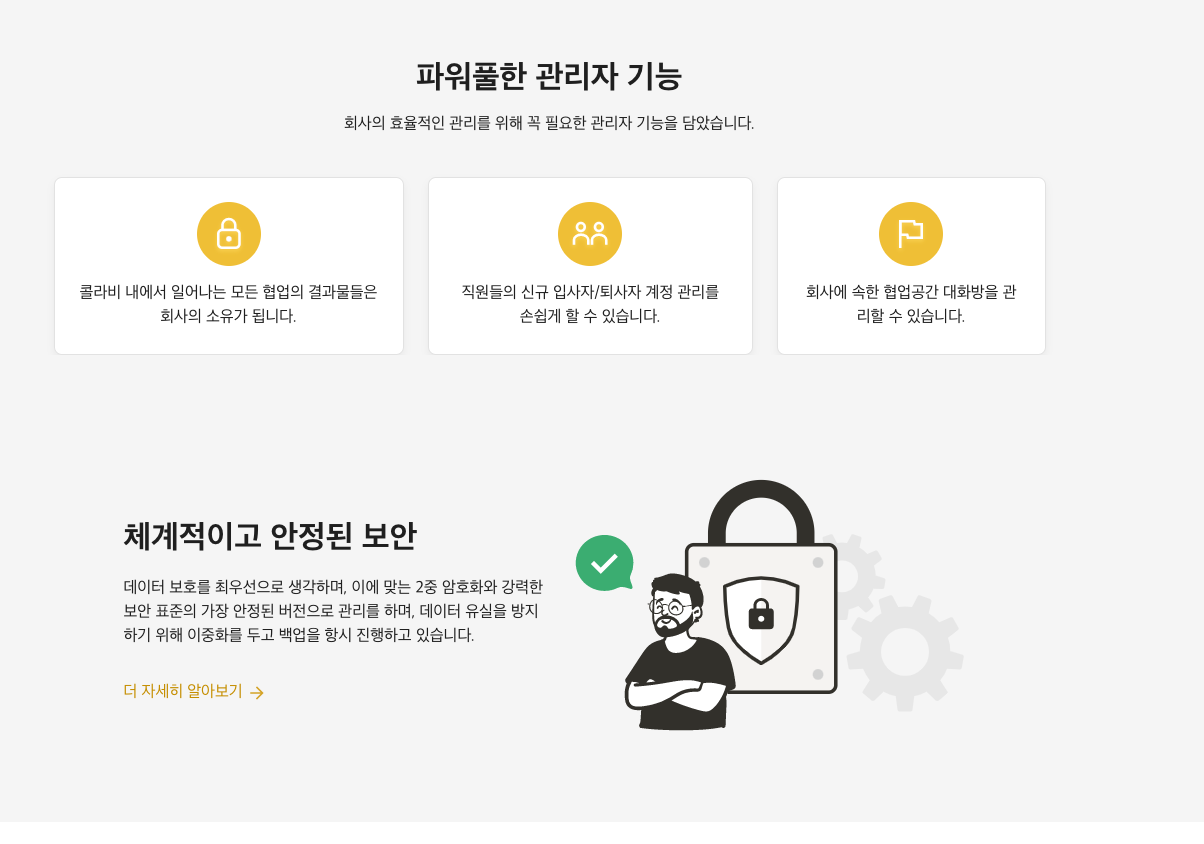 파워풀한 관리자 기능
회사의 효율적인 관리를 위해 꼭 필요한 관리자 기능을 담았습니다.
콜라비 내에서 일어나는 모든 협업의 결과물들은
회사의 소유가 됩니다.
직원들의 신규 입사자/퇴사자 계정 관리를
손쉽게 할 수 있습니다.
회사에 속한 협업공간 대화방을 관
리할 수 있습니다.
체계적이고 안정된 보안
데이터 보호를 최우선으로 생각하며, 이에 맞는 2중 암호화와 강력한
보안 표준의 가장 안정된 버전으로 관리를 하며, 데이터 유실을 방지
하기 위해 이중화를 두고 백업을 항시 진행하고 있습니다.
더 자세히 알아보기 →